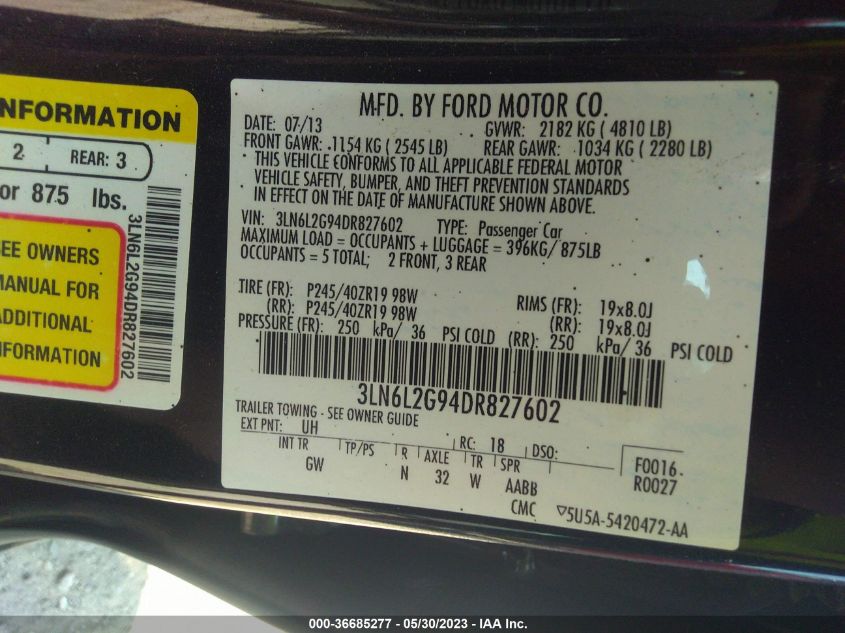 NFORMATION
2
REAR: 3
or 875 lbs.
SEE OWNERS
MANUAL FOR
ADDITIONAL
INFORMATION
3LN6L2G94DR827602
MFD. BY FORD MOTOR CO.
DATE: 07/13 GVWR: 2182 KG ( 4810 LB)
FRONT GAWR: 1154 KG ( 2545 LB) REAR GAWR: 1034 KG ( 2280 LB)
THIS VEHICLE CONFORMS TO ALL APPLICABLE FEDERAL MOTOR
VEHICLE SAFETY, BUMPER, AND THEFT PREVENTION STANDARDS
IN EFFECT ON THE DATE OF MANUFACTURE SHOWN ABOVE.
VIN: 3LN6L2G94DR827602 TYPE: Passenger Car
MAXIMUM LOAD = OCCUPANTS + LUGGAGE = 396KG/ 875LB
OCCUPANTS = 5 TOTAL; 2 FRONT, 3 REAR
TIRE (FR): P245/40ZR19 98W RIMS (FR): 19x8.0J
(RR): P245/40ZR19 98W (RR): 19x8.0J
PRESSURE (FR): 250 kPa/ 36 PSI COLD (RR): 250 kPa/ 36 PSI COLD
3LN6L2G94DR827602
TRAILER TOWING - SEE OWNER GUIDE
EXT PNT: UH RC: 18 DSO:
INT TR TP/PS R AXLE TR SPR
GW N 32 W AABB
F0016
R0027
CMC ▽5U5A-5420472-AA
000-36685277 - 05/30/2023 - IAA Inc.